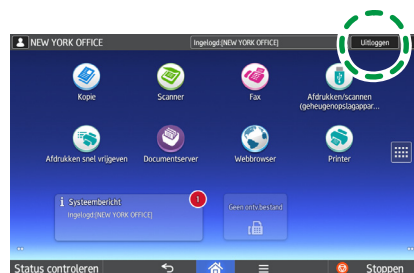 NEW YORK OFFICE
Ingelogd:[NEW YORK OFFICE]
Uitloggen
Kopie
Scanner
Fax
Afdrukken/scannen
(geheugenopslagappar...
Afdrukken snel vrijgeven
Documentserver
Webbrowser
Printer
Systeembericht
1
Ingelogd:[NEW YORK OFFICE]
Geen ontv.bestand
Status controleren
Stoppen